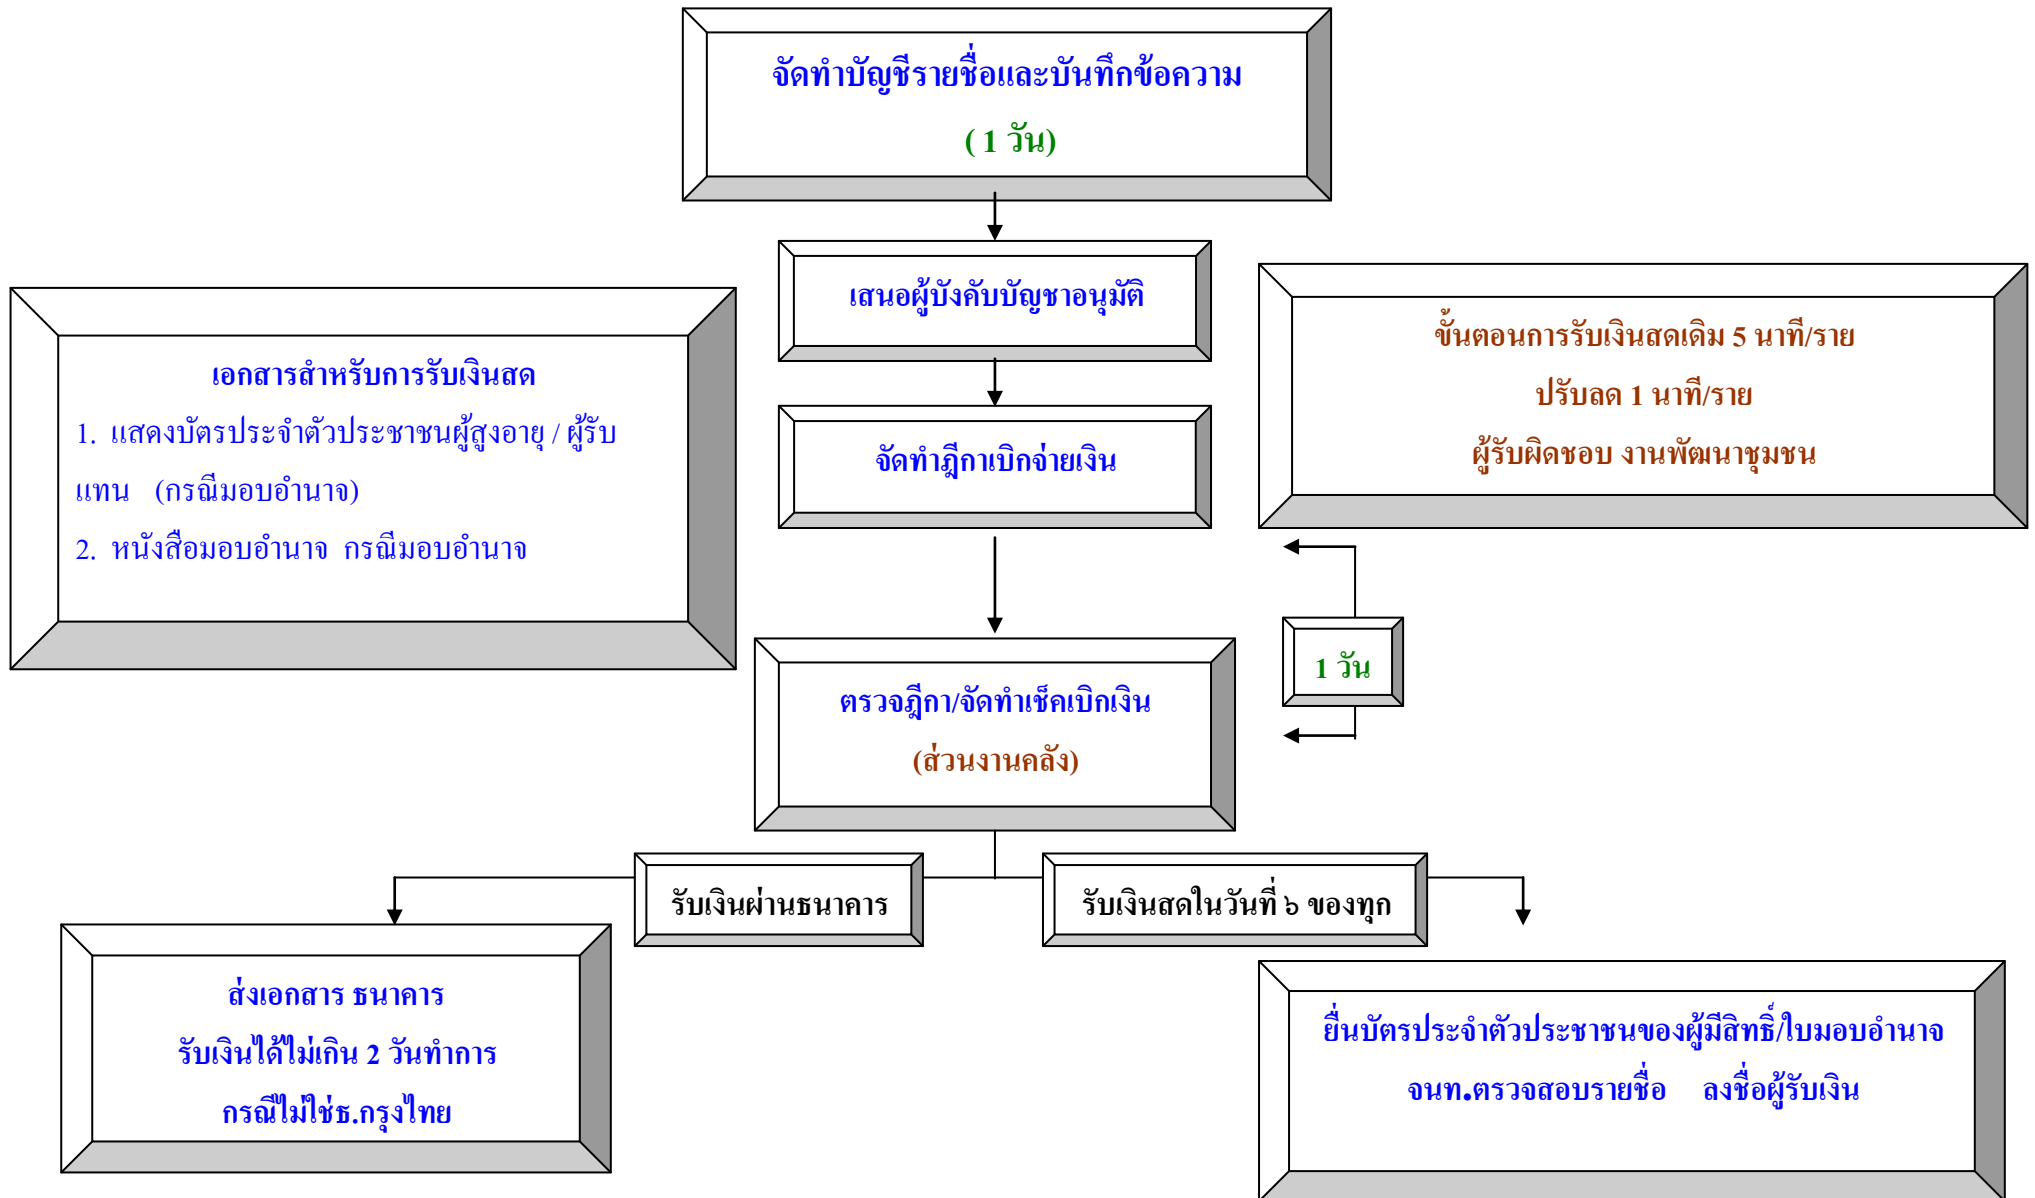 จัดทำบัญชีรายชื่อและบันทึกข้อความ
( 1 วัน)
เสนอผู้บังคับบัญชาอนุมัติ
เอกสารสำหรับการรับเงินสด
1. แสดงบัตรประจำตัวประชาชนผู้สูงอายุ / ผู้รับ
แทน (กรณีมอบอำนาจ)
2. หนังสือมอบอำนาจ กรณีมอบอำนาจ
ขั้นตอนการรับเงินสดเดิม 5 นาที/ราย
ปรับลด 1 นาที/ราย
ผู้รับผิดชอบ งานพัฒนาชุมชน
จัดทำฎีกาเบิกจ่ายเงิน
1 วัน
ตรวจฎีกา/จัดทำเช็คเบิกเงิน
(ส่วนงานคลัง)
รับเงินผ่านธนาคาร
รับเงินสดในวันที่ ๖ ของทุก
ส่งเอกสาร ธนาคาร
รับเงินได้ไม่เกิน 2 วันทำการ
กรณีไม่ใช่ธ.กรุงไทย
ยื่นบัตรประจำตัวประชาชนของผู้มีสิทธิ์/ใบมอบอำนาจ
จนท.ตรวจสอบรายชื่อ ลงชื่อผู้รับเงิน